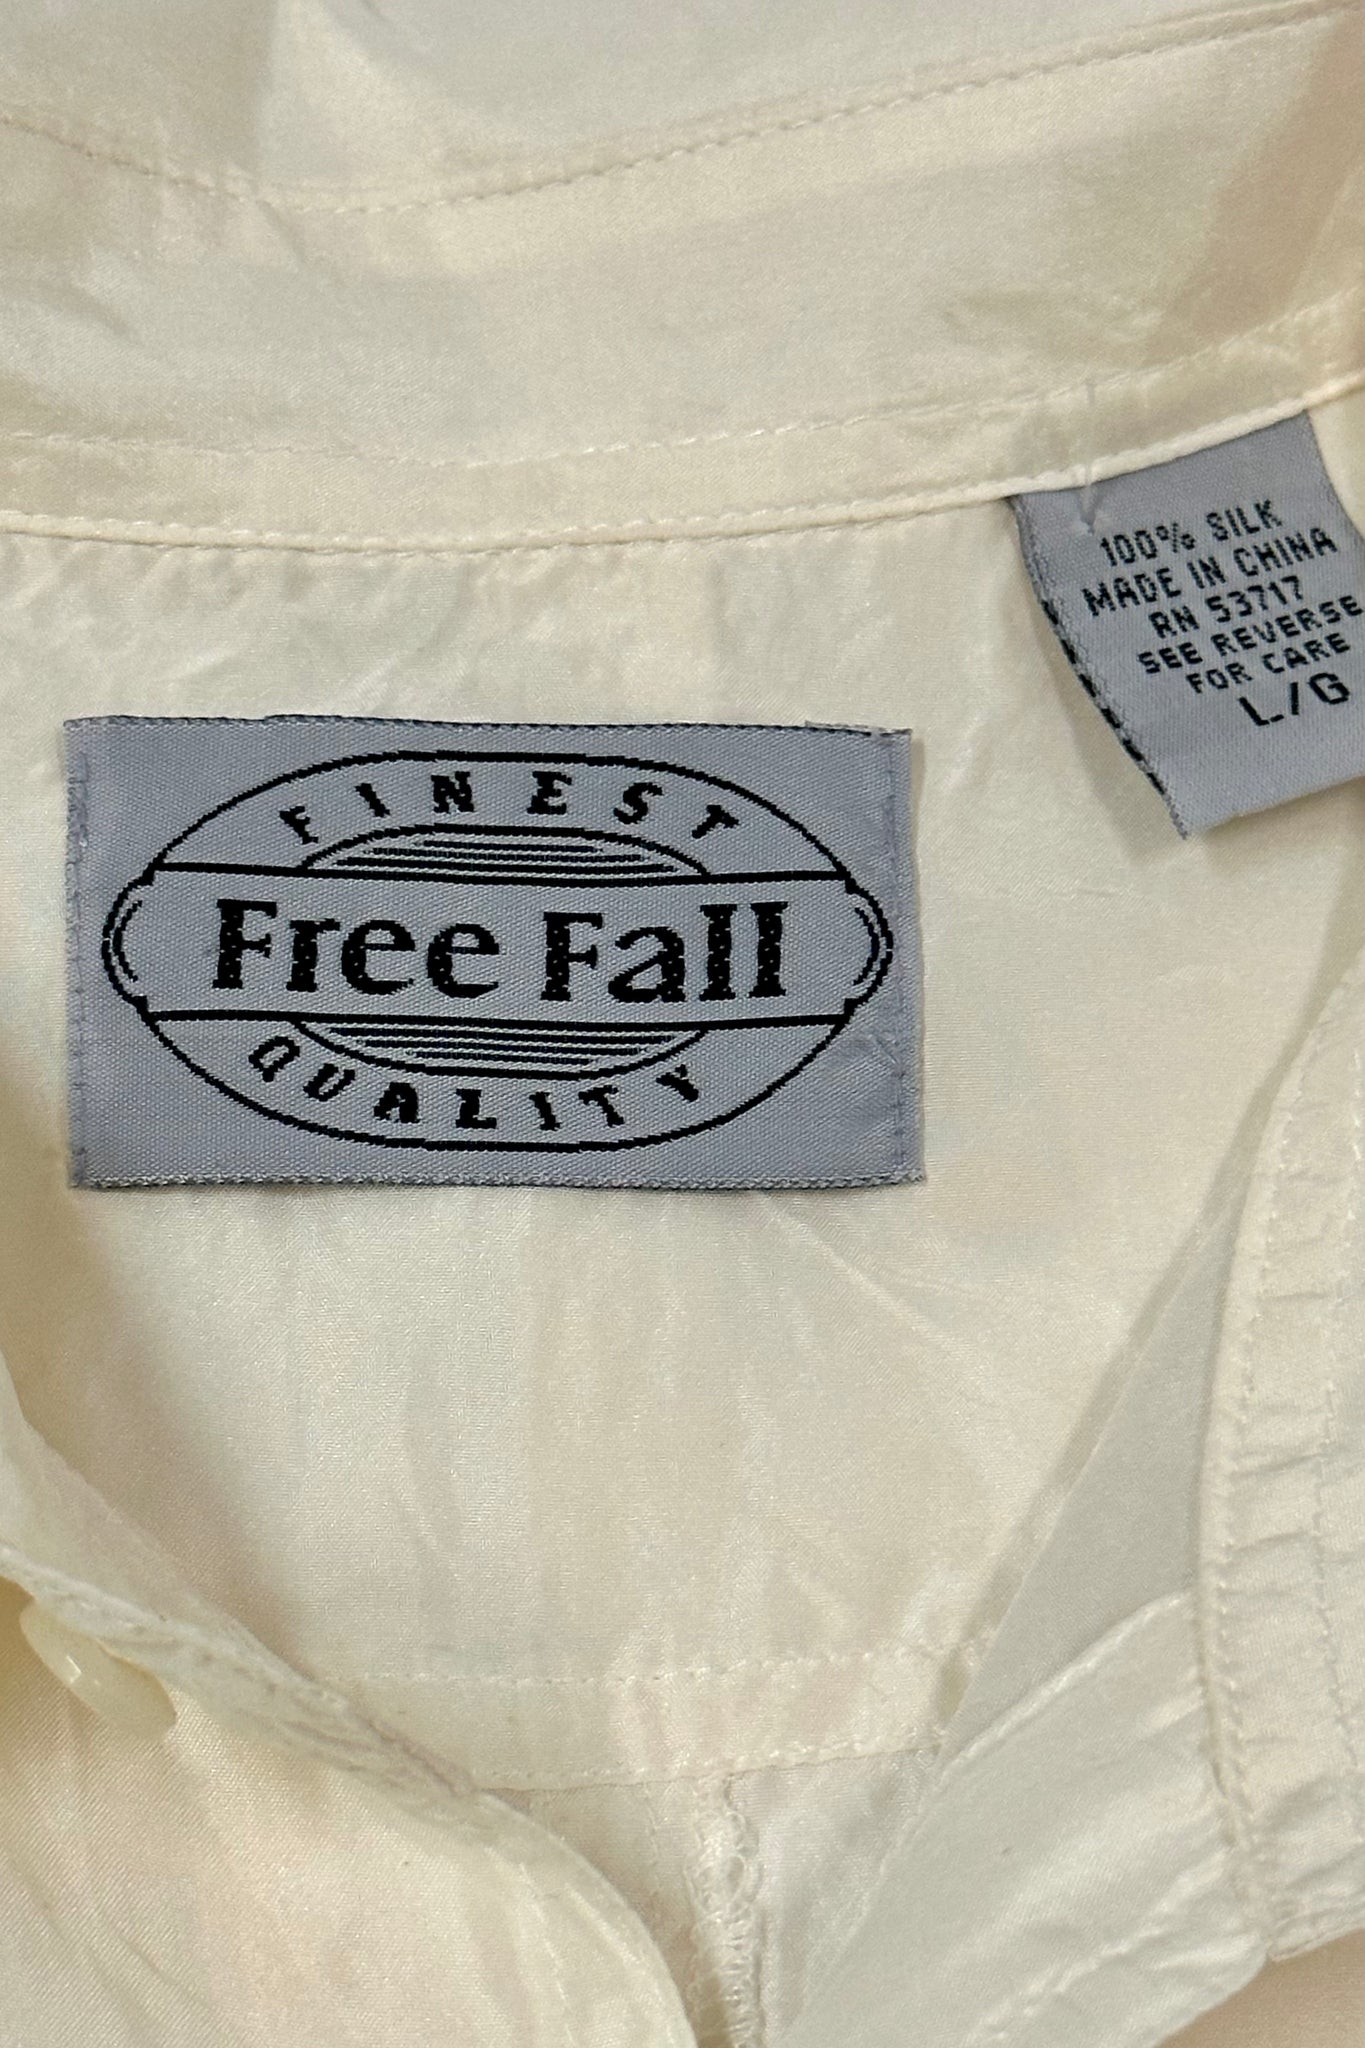 FINEST
Free Fall
QUALITY
100% SILK
MADE IN CHINA
RN 53717
SEE REVERSE
FOR CARE
L/G